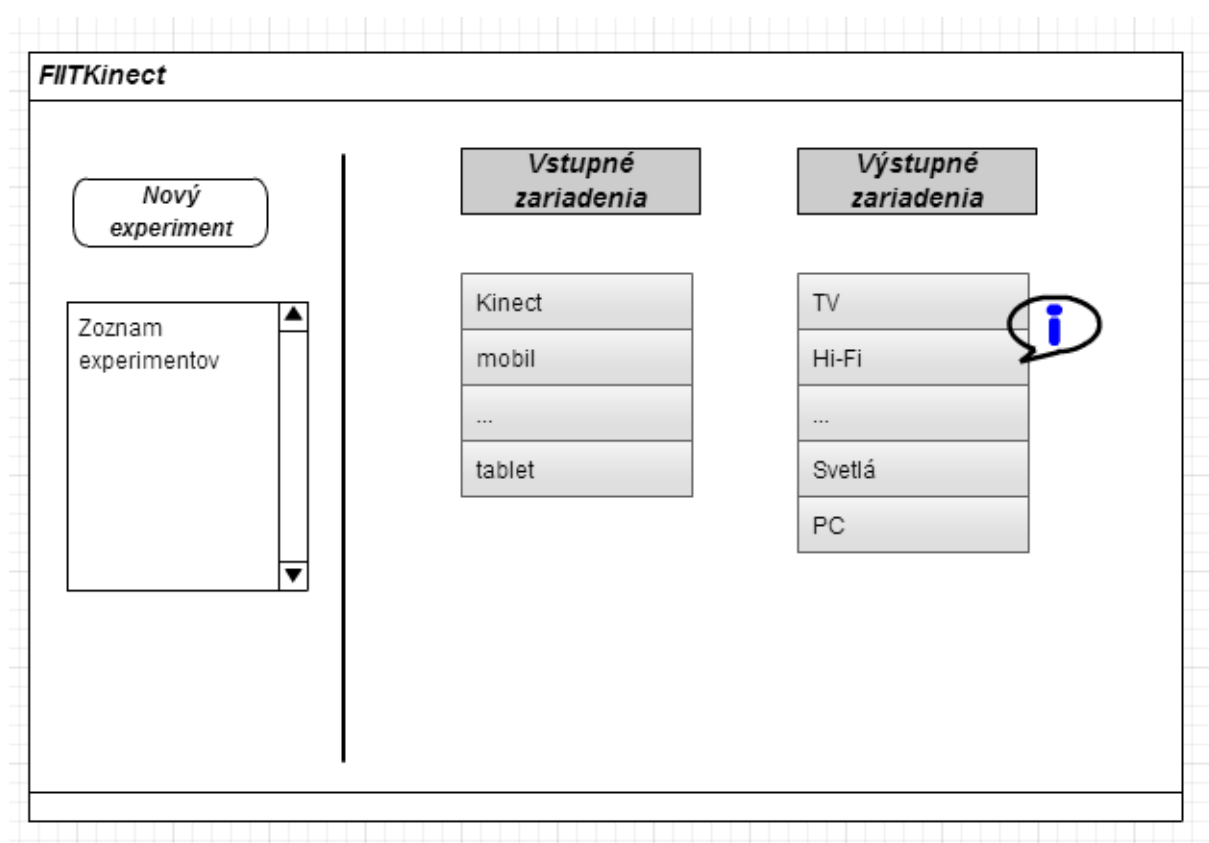 FIITKinect
Nový
experiment
Zoznam
experimentov
Vstupné
zariadenia
Kinect
mobil
...
tablet
Výstupné
zariadenia
TV
i
Hi-Fi
...
Svetlá
PC